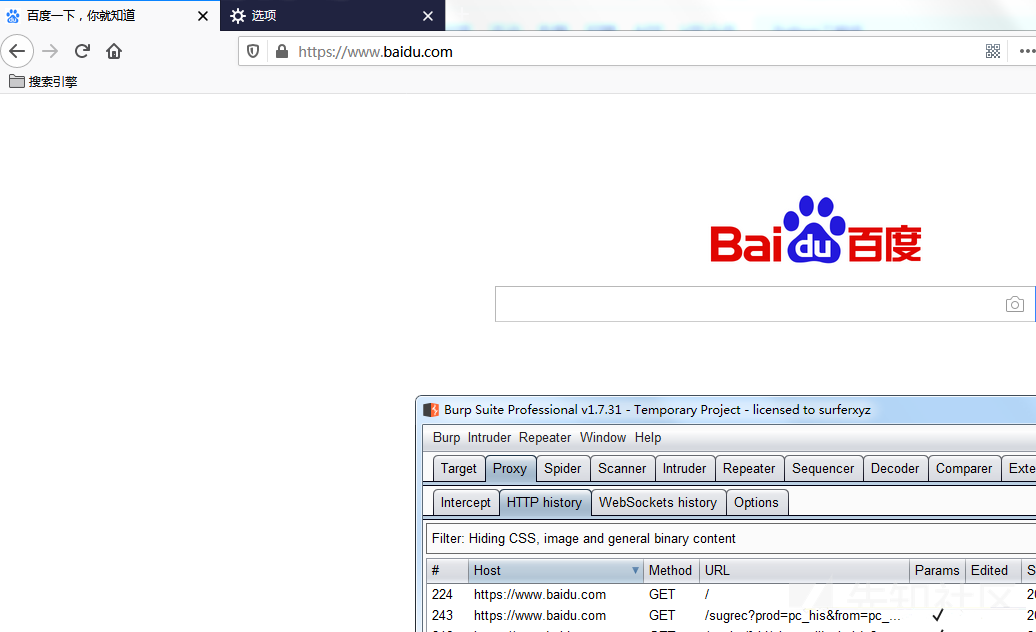 百度一下，你就知道 选项
https://www.baidu.com
搜索引擎
Bai du 百度
Burp Suite Professional v1.7.31 - Temporary Project - licensed to surferxyz
Burp Intruder Repeater Window Help
Target Proxy Spider Scanner Intruder Repeater Sequencer Decoder Comparer Exte
Intercept HTTP history WebSockets history Options
Filter: Hiding CSS, image and general binary content
# Host Method URL Params Edited S
224 https://www.baidu.com GET / 20
243 https://www.baidu.com GET /sugrec?prod=pc_his&from=pc_... ✓ 20
先知社区